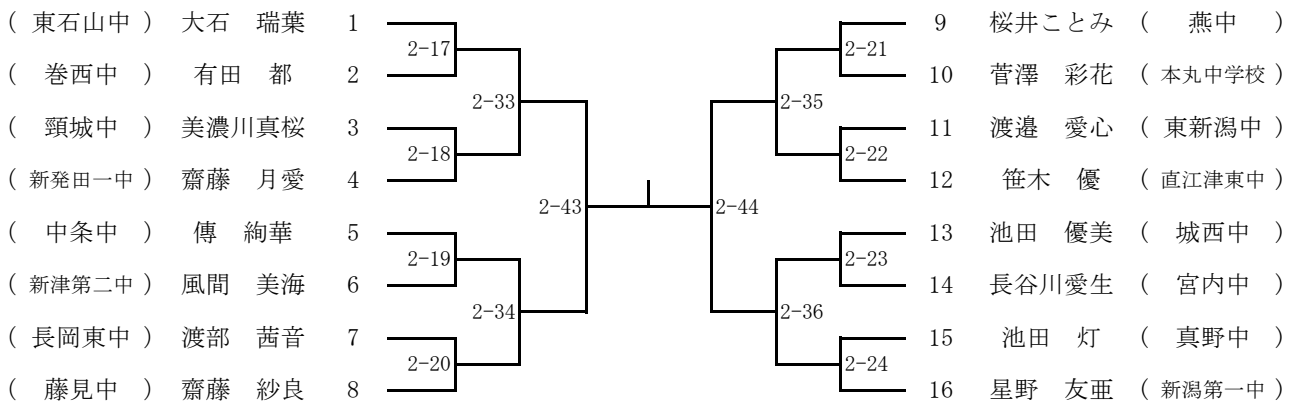 ( 東石山中 ) 大石 瑞葉 1
( 巻西中 ) 有田 都 2
( 頸城中 ) 美濃川真桜 3
( 新発田一中 ) 齋藤 月愛 4
( 中条中 ) 傳 絢華 5
( 新津第二中 ) 風間 美海 6
( 長岡東中 ) 渡部 茜音 7
( 藤見中 ) 齋藤 紗良 8
2-17
2-18
2-19
2-20
2-33
2-34
2-43
2-44
2-35
2-36
2-21
2-22
2-23
2-24
9 桜井ことみ ( 燕中 )
10 菅澤 彩花 ( 本丸中学校 )
11 渡邉 愛心 ( 東新潟中 )
12 笹木 優 ( 直江津東中 )
13 池田 優美 ( 城西中 )
14 長谷川愛生 ( 宮内中 )
15 池田 灯 ( 真野中 )
16 星野 友亜 ( 新潟第一中 )